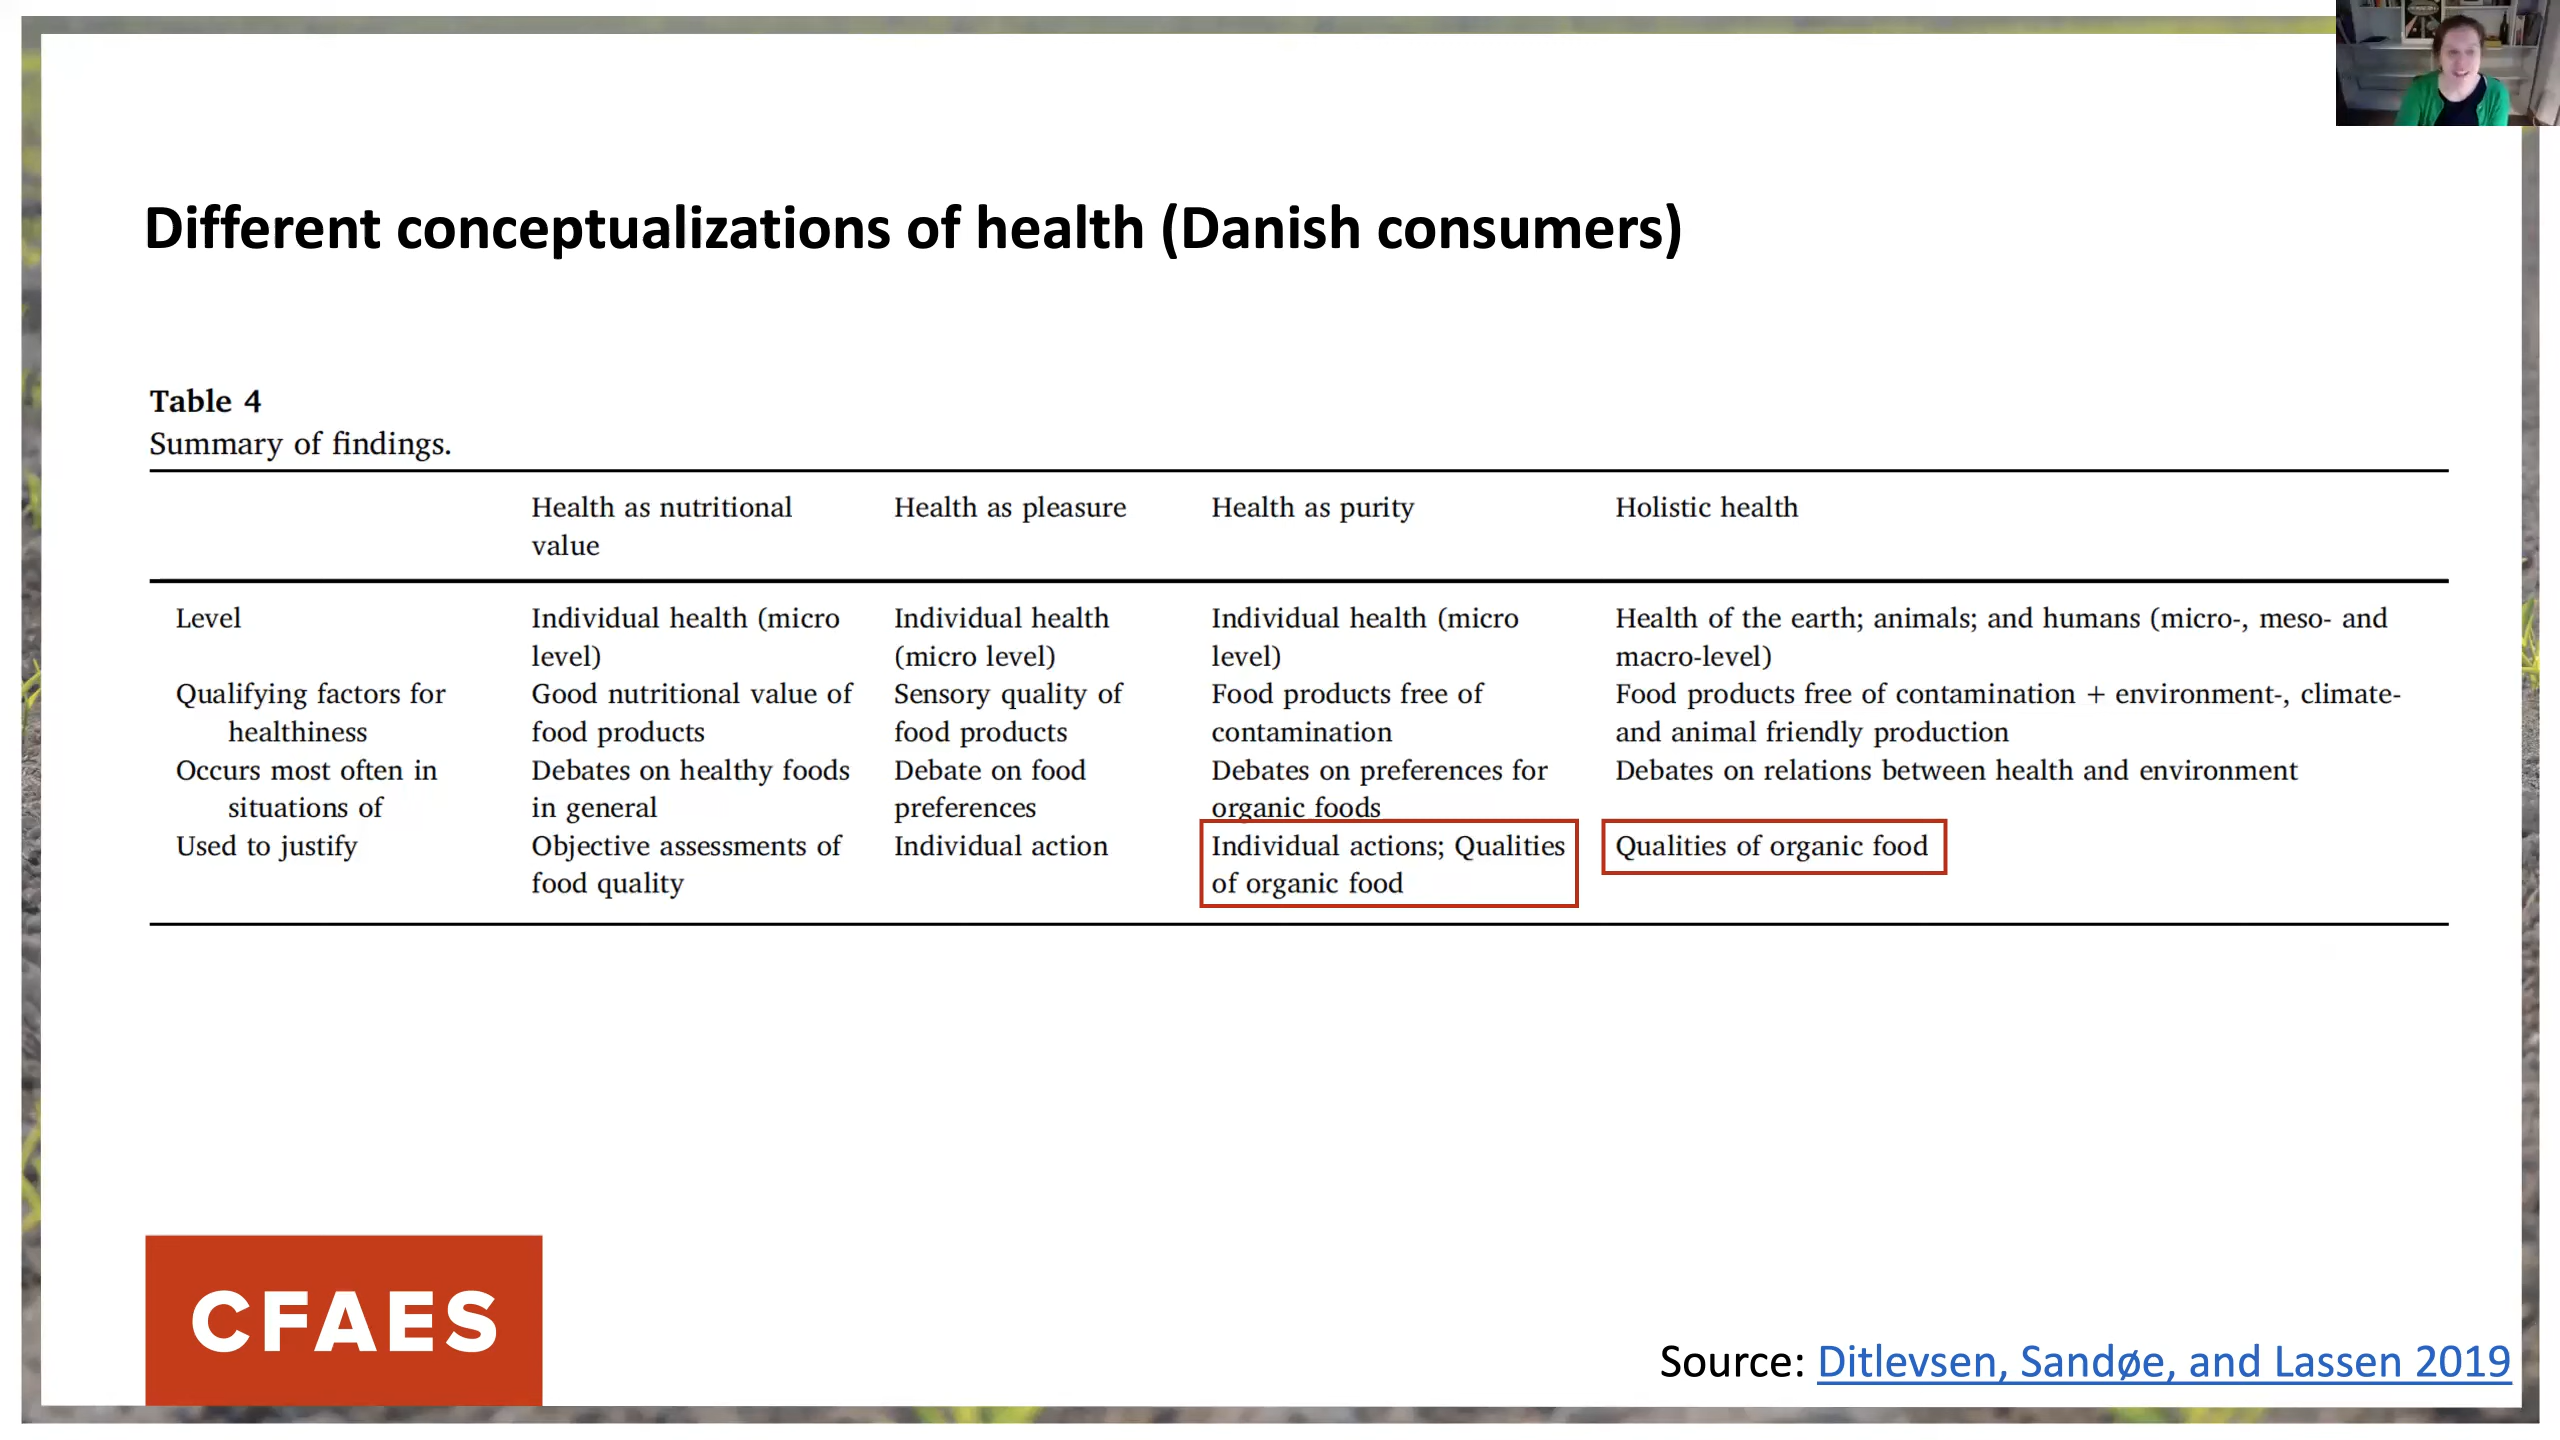 Different conceptualizations of health (Danish consumers)
Table 4
Summary of findings.
Health as nutritional value
Health as pleasure
Health as purity
Holistic health
Level
Individual health (micro level)
Individual health (micro level)
Individual health (micro level)
Health of the earth; animals; and humans (micro-, meso- and macro-level)
Qualifying factors for healthiness
Good nutritional value of food products
Sensory quality of food products
Food products free of contamination
Food products free of contamination + environment-, climate- and animal friendly production
Occurs most often in situations of
Debates on healthy foods in general
Debate on food preferences
Debates on preferences for organic foods
Debates on relations between health and environment
Used to justify
Objective assessments of food quality
Individual action
Individual actions; Qualities of organic food
Qualities of organic food
CFAES
Source: Ditlevsen, Sandøe, and Lassen 2019